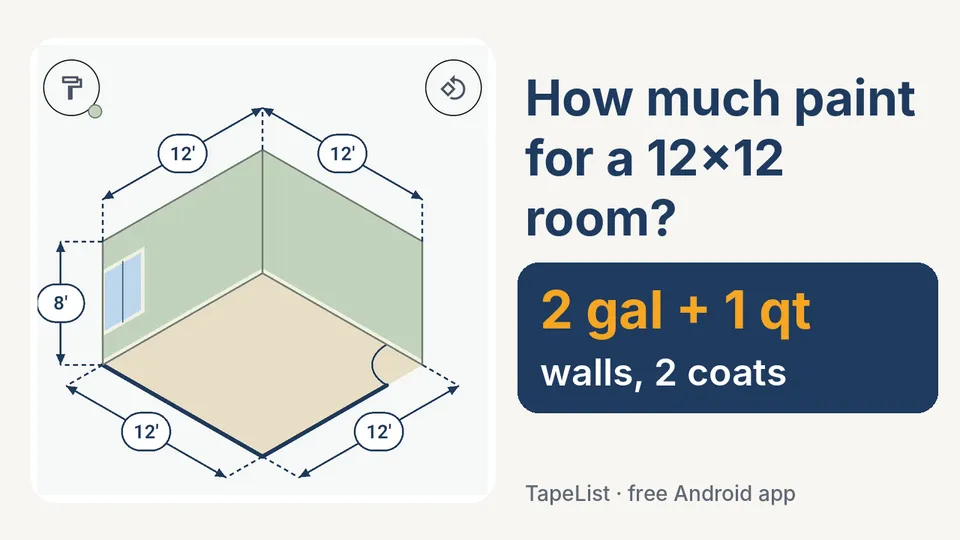 12'
12'
8'
12'
12'
How much paint
for a 12×12
room?
2 gal + 1 qt
walls, 2 coats
TapeList · free Android app